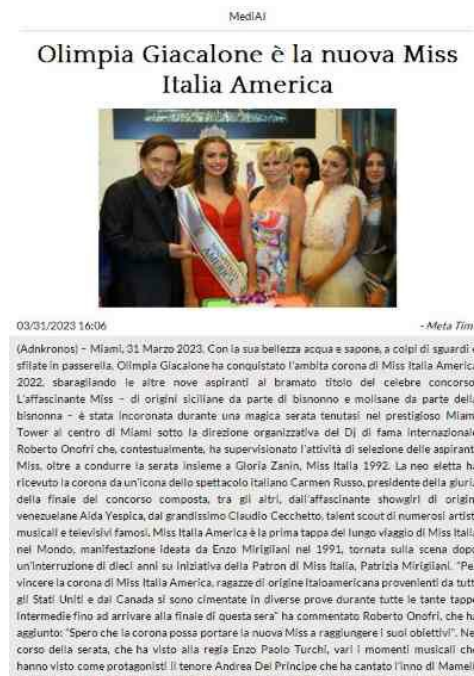 MediAI
Olimpia Giacalone è la nuova Miss
Italia America
03/31/2023 16:06
- Meta Tim
(Adnkronos) – Miami, 31 Marzo 2023. Con la sua bellezza acqua e sapone, a colpi di sguardi e
sfilate in passerella, Olimpia Giacalone ha conquistato l'ambita corona di Miss Italia America
2022, sbaragliando le altre nove aspiranti al bramato titolo del celebre concorso
L'affascinante Miss – di origini siciliane da parte di bisnonno e molisane da parte della
bisnonna – è stata incoronata durante una magica serata tenutasi nel prestigioso Miami
Tower al centro di Miami sotto la direzione organizzativa del Dj di fama internazionale
Roberto Onofri che, contestualmente, ha supervisionato l'attività di selezione delle aspiranti
Miss, oltre a condurre la serata insieme a Gloria Zanin, Miss Italia 1992. La neo eletta ha
ricevuto la corona da un'icona dello spettacolo italiano Carmen Russo, presidente della giuri
della finale del concorso composta, tra gli altri, dall'affascinante showgirl di origin
venezuelane Aida Yespica, dal grandissimo Claudio Cecchetto, talent scout di numerosi artist
musicali e televisivi famosi. Miss Italia America è la prima tappa del lungo viaggio di Miss Itali
nel Mondo, manifestazione ideata da Enzo Mirigliani nel 1991, tornata sulla scena dopo
un'interruzione di dieci anni su iniziativa della Patron di Miss Italia, Patrizia Mirigliani. "Pe
vincere la corona di Miss Italia America, ragazze di origine italoamericana provenienti da tutt
gli Stati Uniti e dal Canada si sono cimentate in diverse prove durante tutte le tante tappe
intermedie fino ad arrivare alla finale di questa sera" ha commentato Roberto Onofri, che ha
aggiunto: "Spero che la corona possa portare la nuova Miss a raggiungere i suoi obiettivi". Ne
corso della serata, che ha visto alla regia Enzo Paolo Turchi, vari i momenti musicali che
hanno visto come protagonisti il tenore Andrea Del Principe che ha cantato l'inno di Mameli